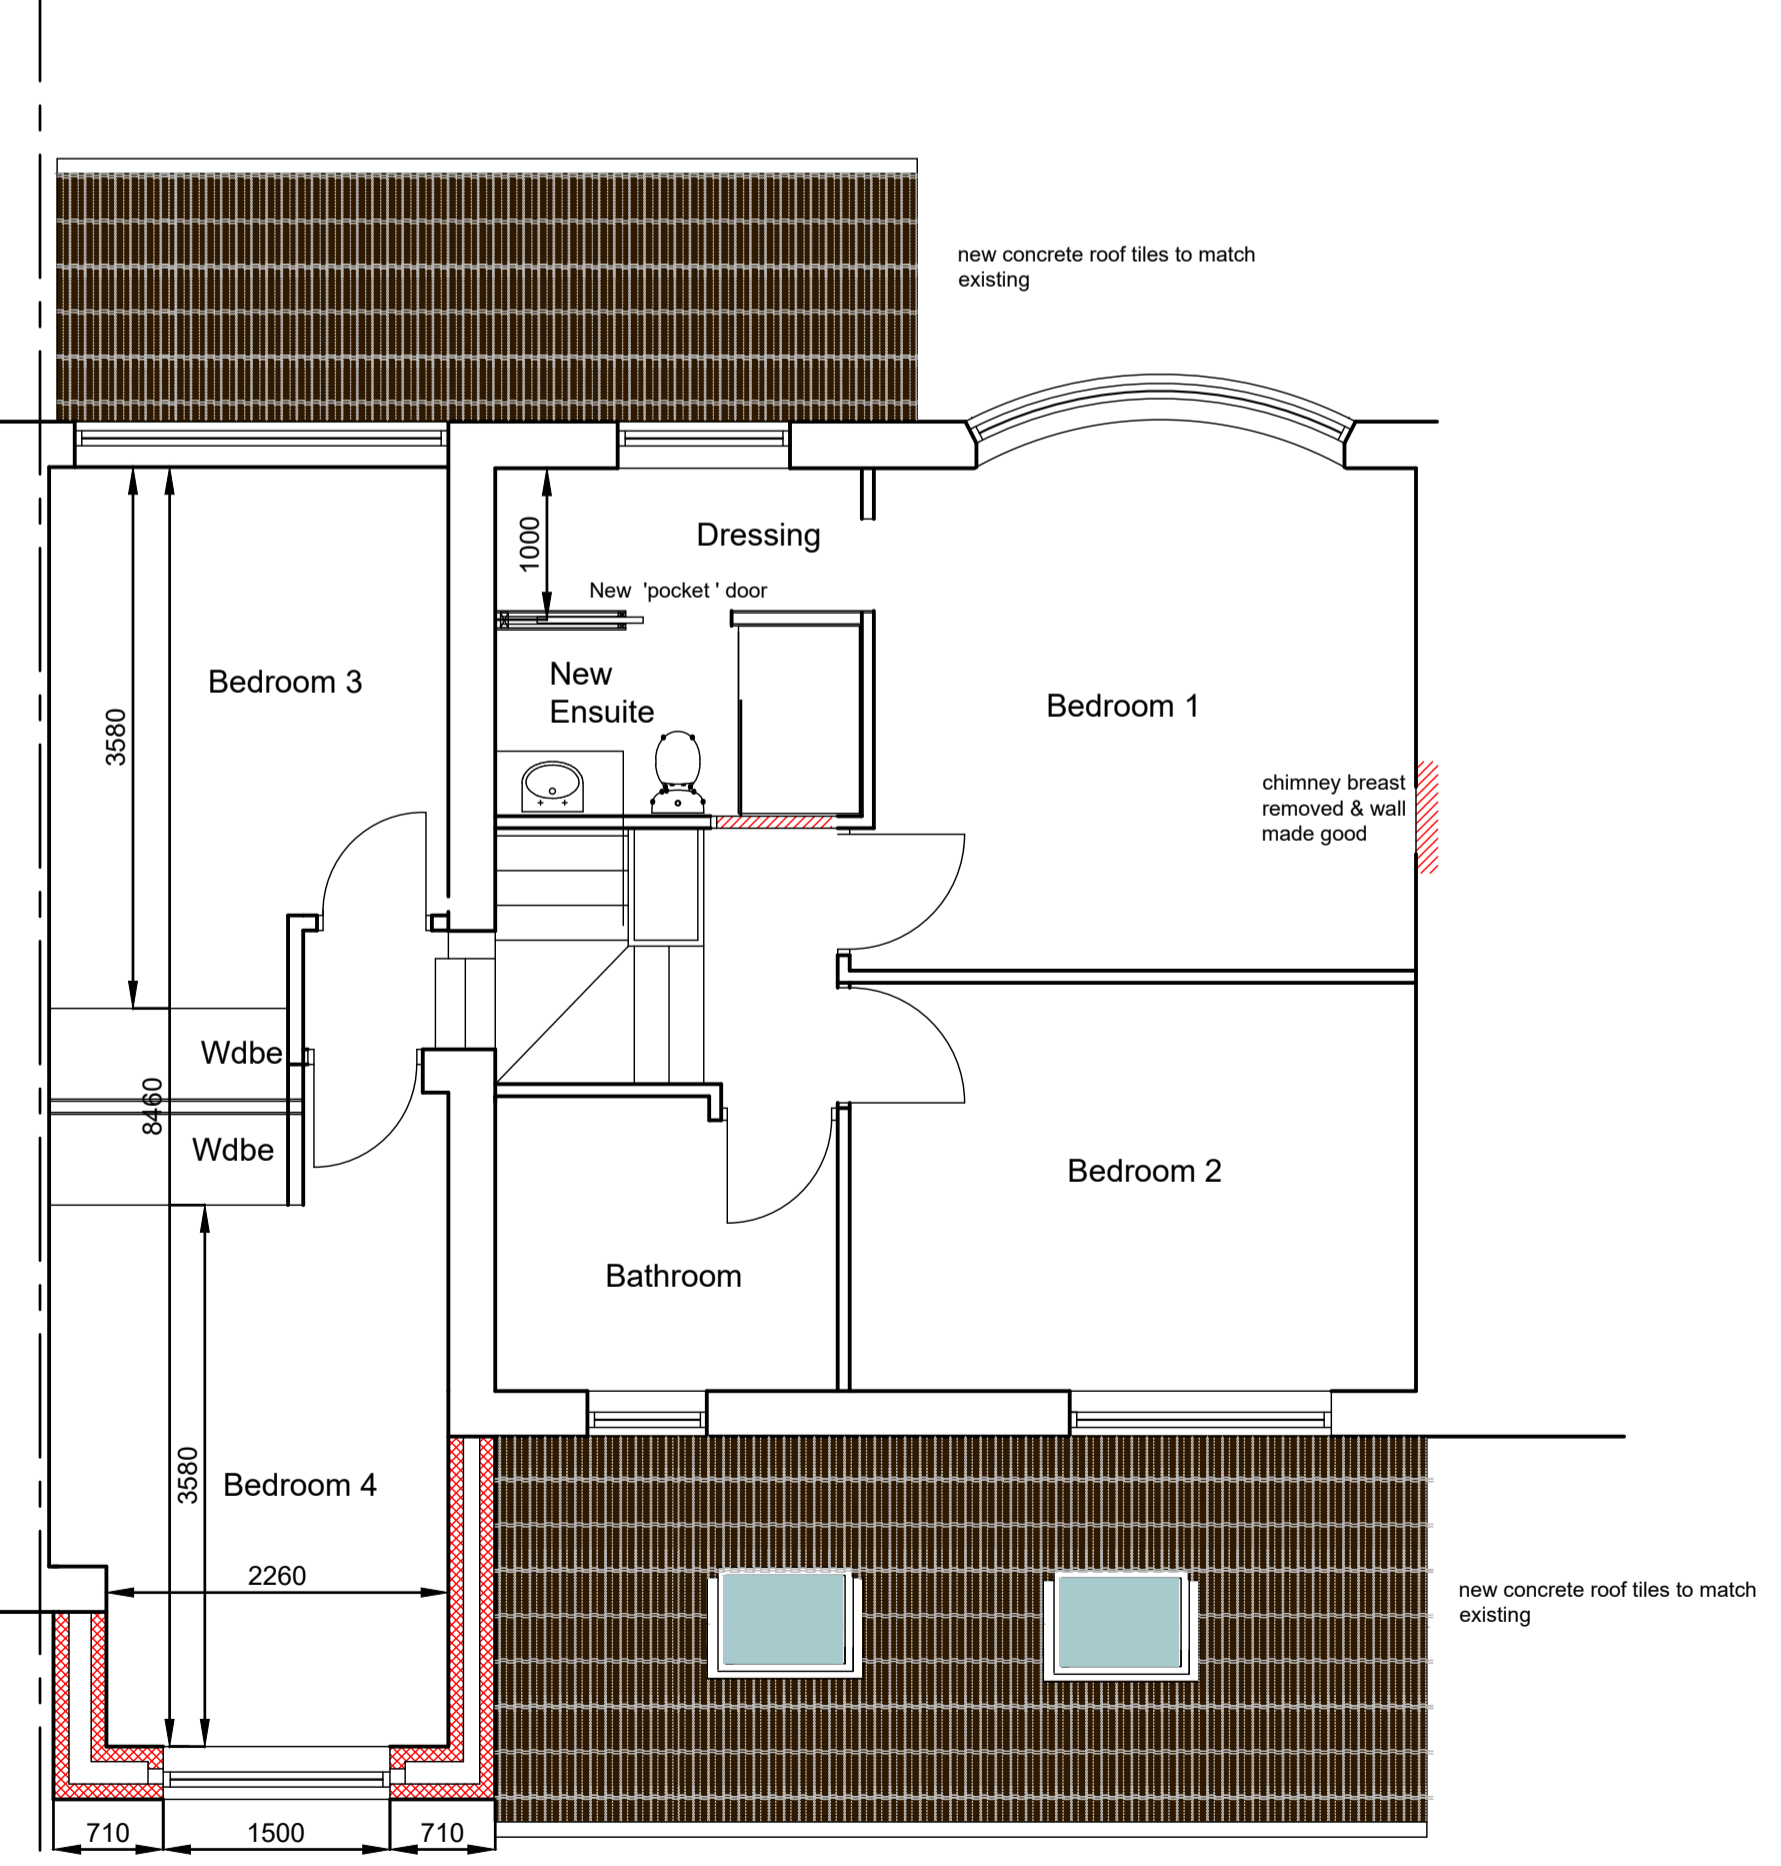 new concrete roof tiles to match
existing
Dressing
1000
New 'pocket ' door
Bedroom 3
New
Ensuite
Bedroom 1
3580
chimney breast
removed & wall
made good
Wdbe
8460
Wdbe
Bedroom 2
Bathroom
3580
Bedroom 4
2260
new concrete roof tiles to match
existing
710
1500
710